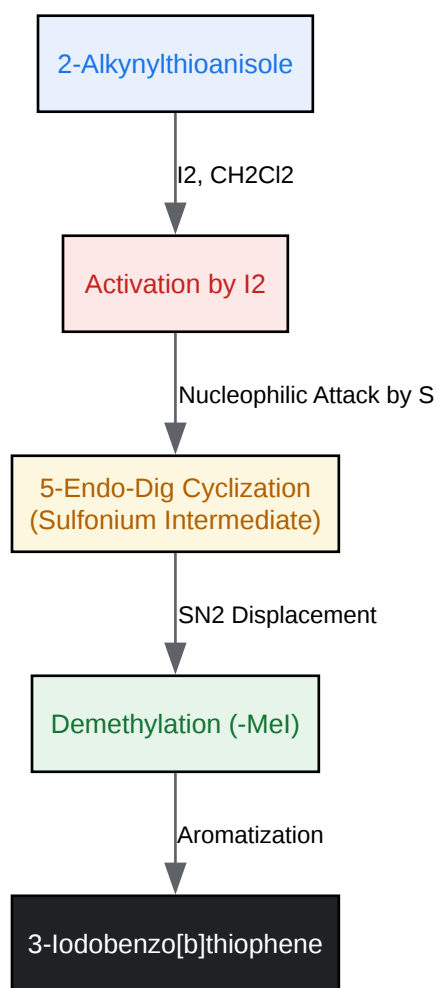 2-Alkynylthioanisole
I2, CH2Cl2
Activation by I2
Nucleophilic Attack by S
5-Endo-Dig Cyclization
(Sulfonium Intermediate)
SN2 Displacement
Demethylation (-MeI)
Aromatization
3-Iodobenzo[b]thiophene